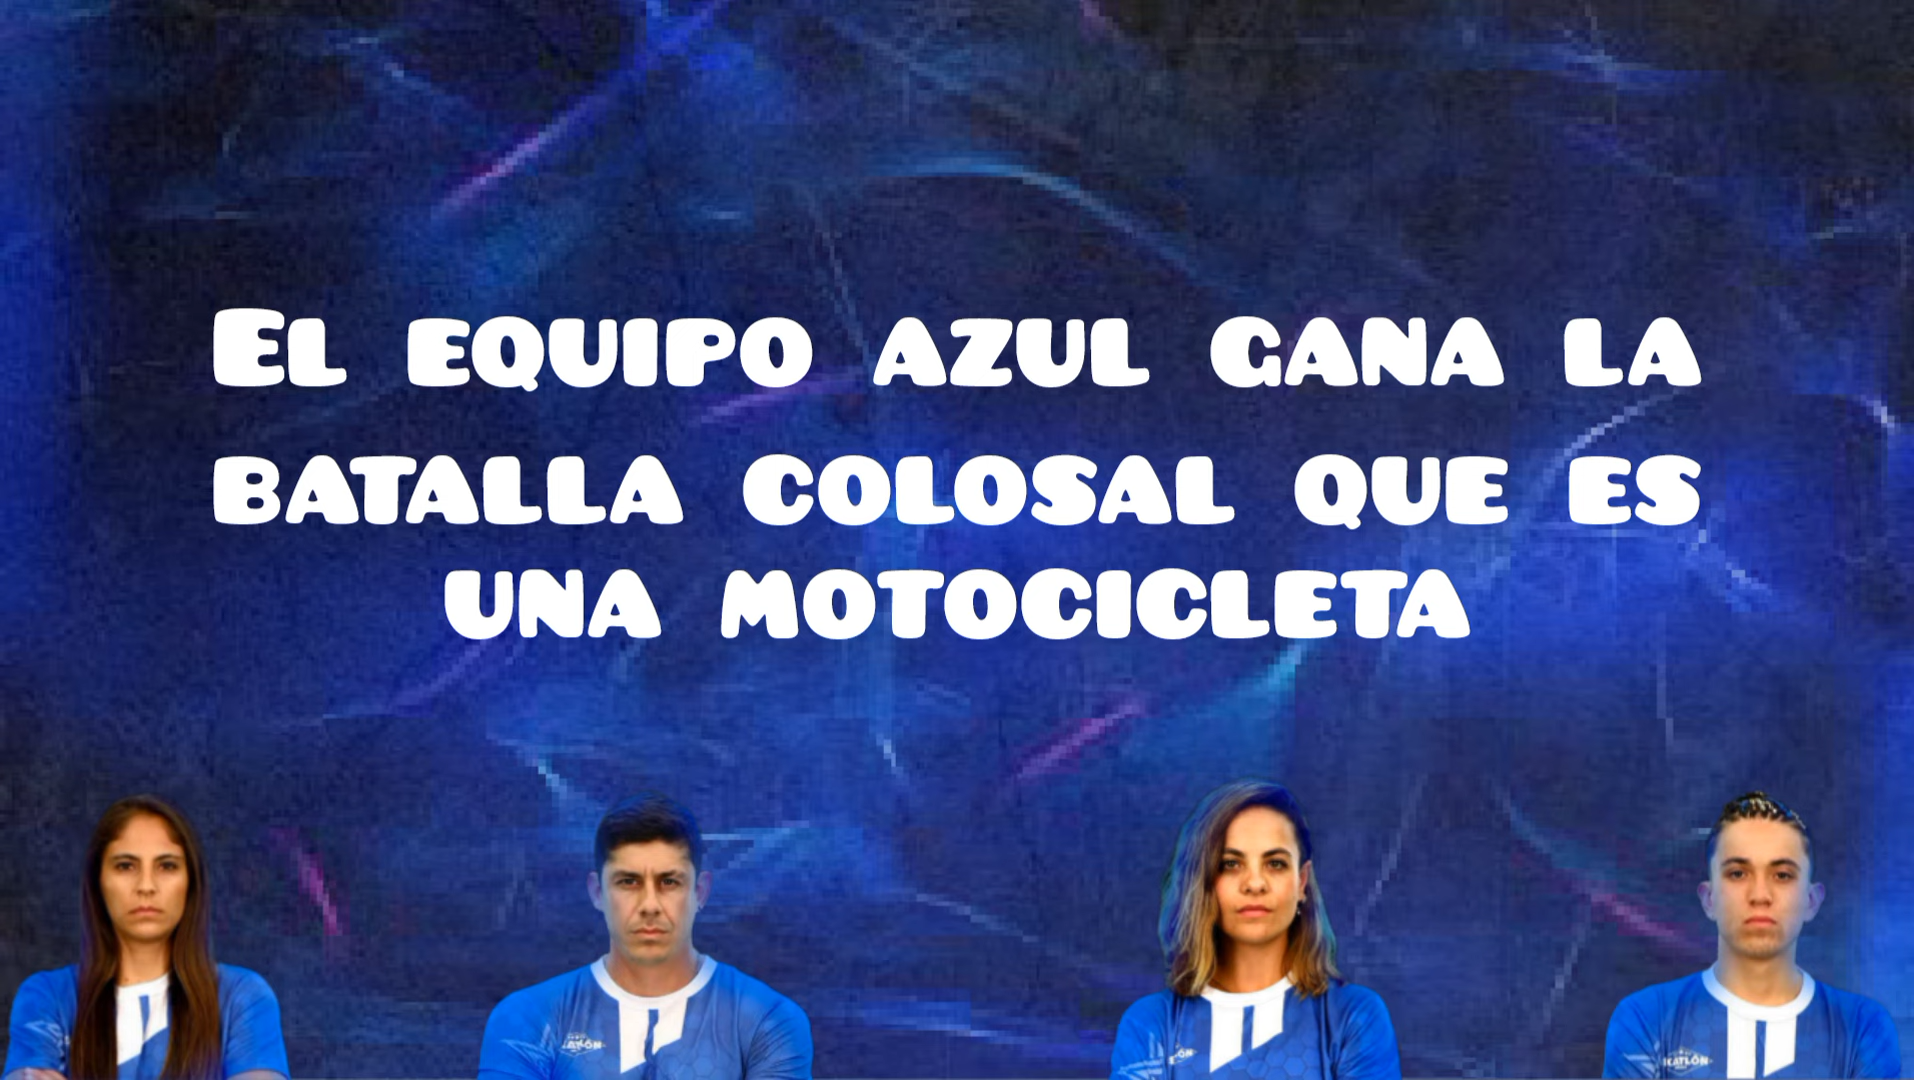 El equipo azul gana la
batalla colosal que es
una motocicleta